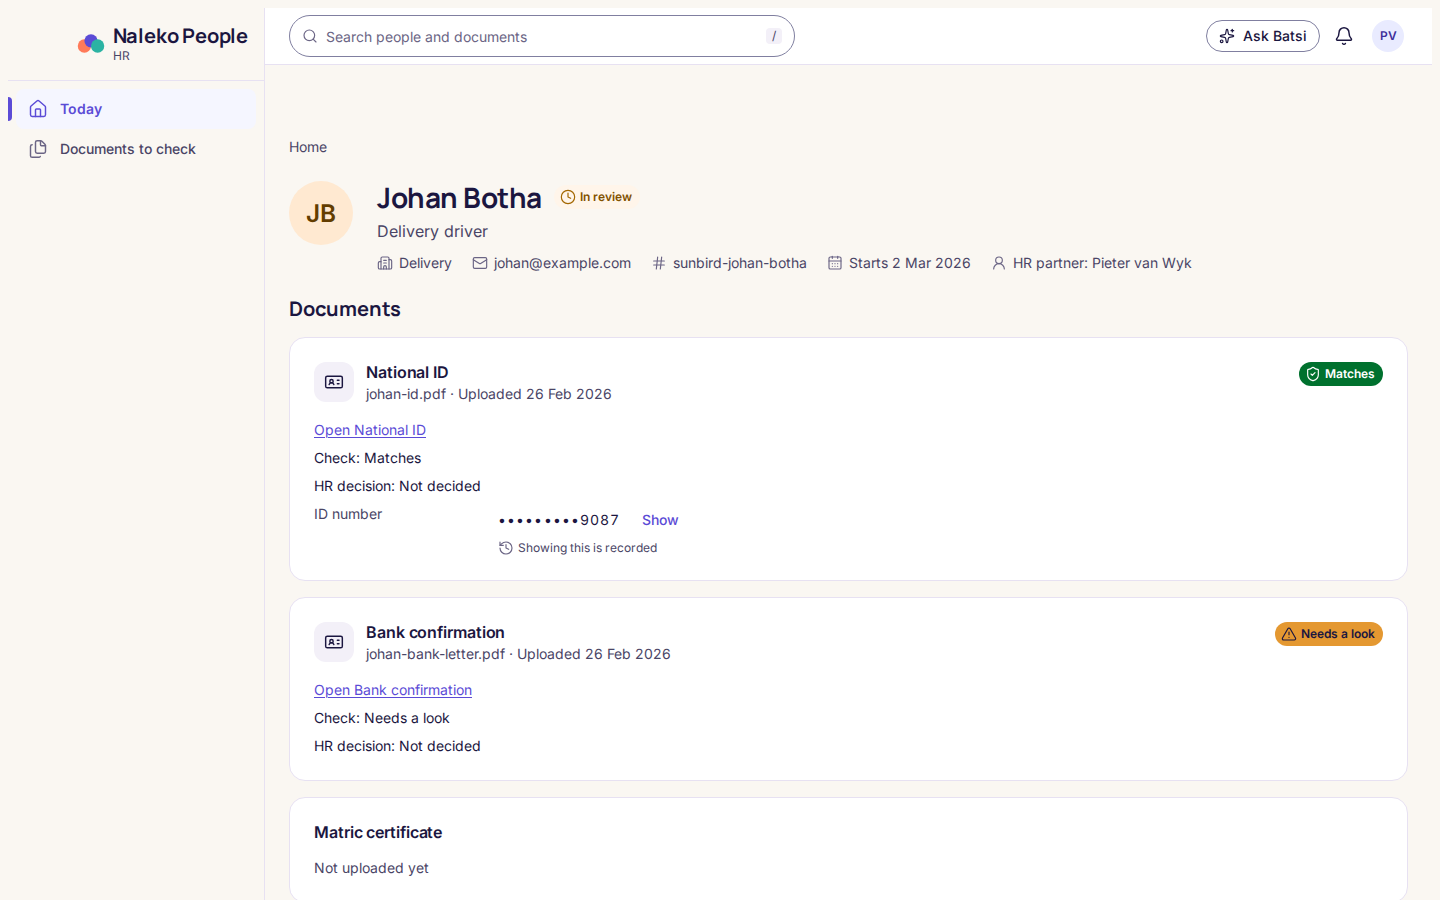 Naleko People
HR
Search people and documents
/
Ask Batsi
PV
Today
Documents to check
Home
JB
Johan Botha
In review
Delivery driver
Delivery
johan@example.com
sunbird-johan-botha
Starts 2 Mar 2026
HR partner: Pieter van Wyk
Documents
National ID
johan-id.pdf · Uploaded 26 Feb 2026
Matches
Open National ID
Check: Matches
HR decision: Not decided
ID number
•••••••••9087
Show
Showing this is recorded
Bank confirmation
johan-bank-letter.pdf · Uploaded 26 Feb 2026
Needs a look
Open Bank confirmation
Check: Needs a look
HR decision: Not decided
Matric certificate
Not uploaded yet